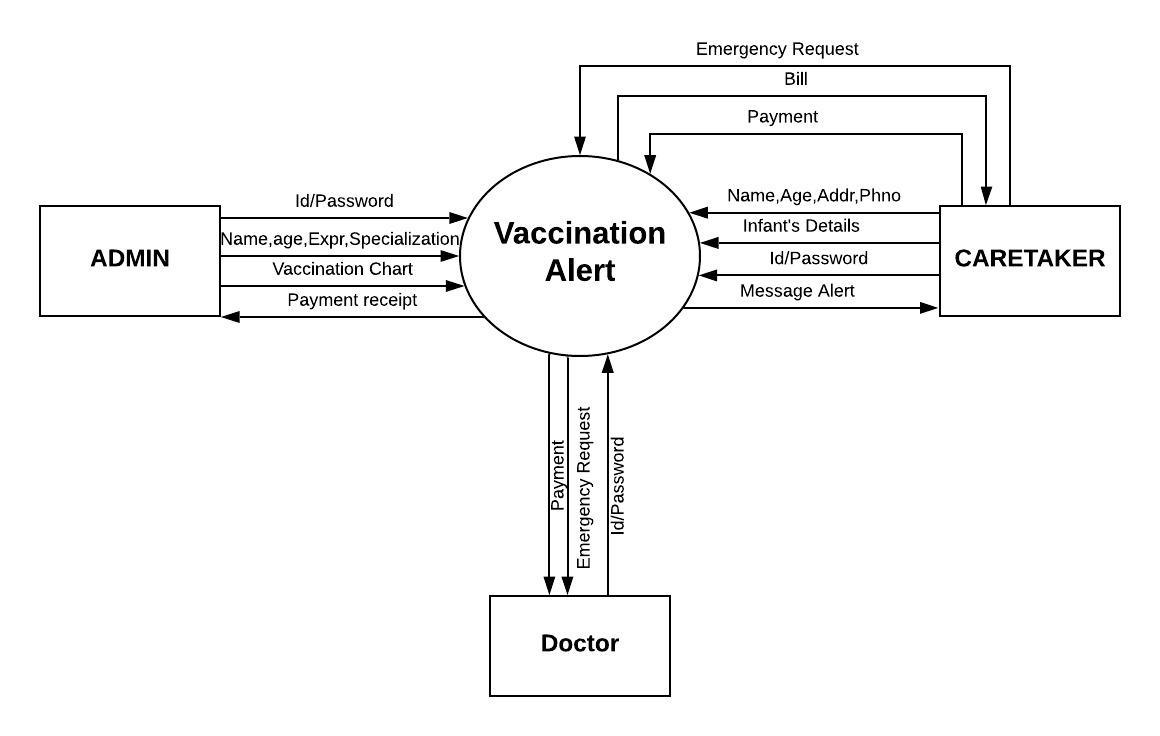 Emergency Request
Bill
Payment
Id/Password
Name,age,Expr,Specialization
Vaccination Chart
Payment receipt
ADMIN
Vaccination
Alert
Name,Age,Addr,Phno
Infant's Details
Id/Password
Message Alert
CARETAKER
Payment
Emergency Request
Id/Password
Doctor